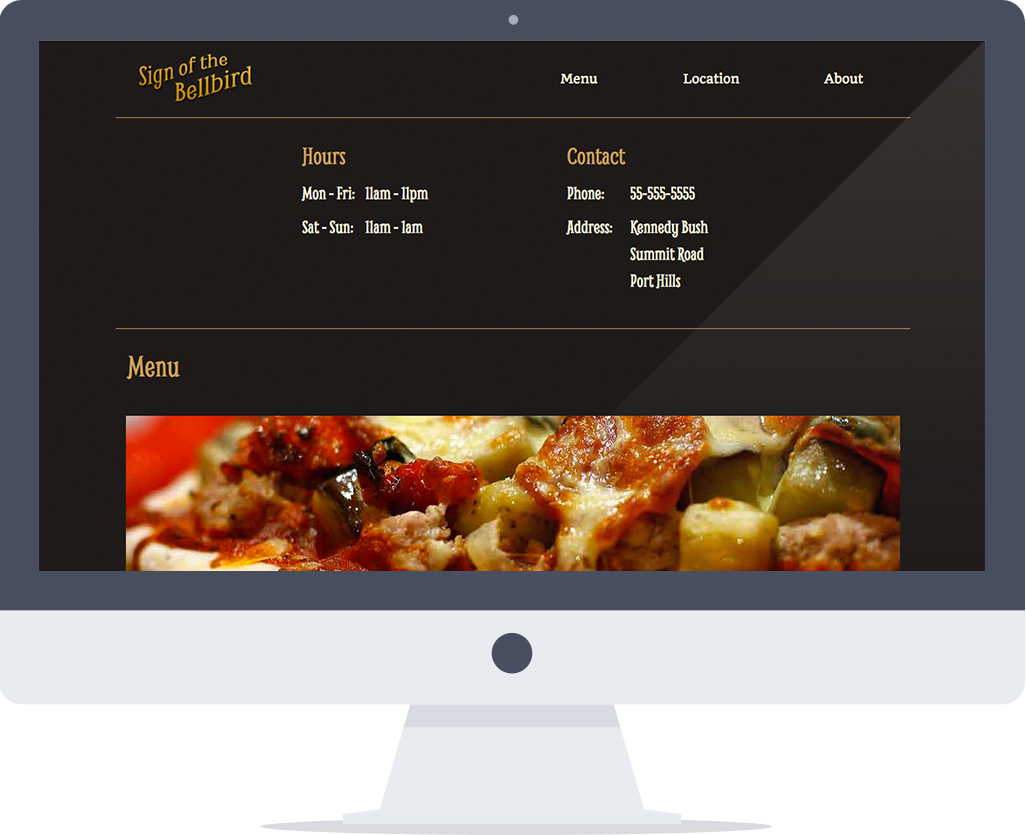 Sign of the
Bellbird
Menu Location About
Hours
Mon - Fri: 11am - 11pm
Sat - Sun: 11am - 1am
Contact
Phone: 55-555-5555
Address: Kennedy Bush
Summit Road
Port Hills
Menu